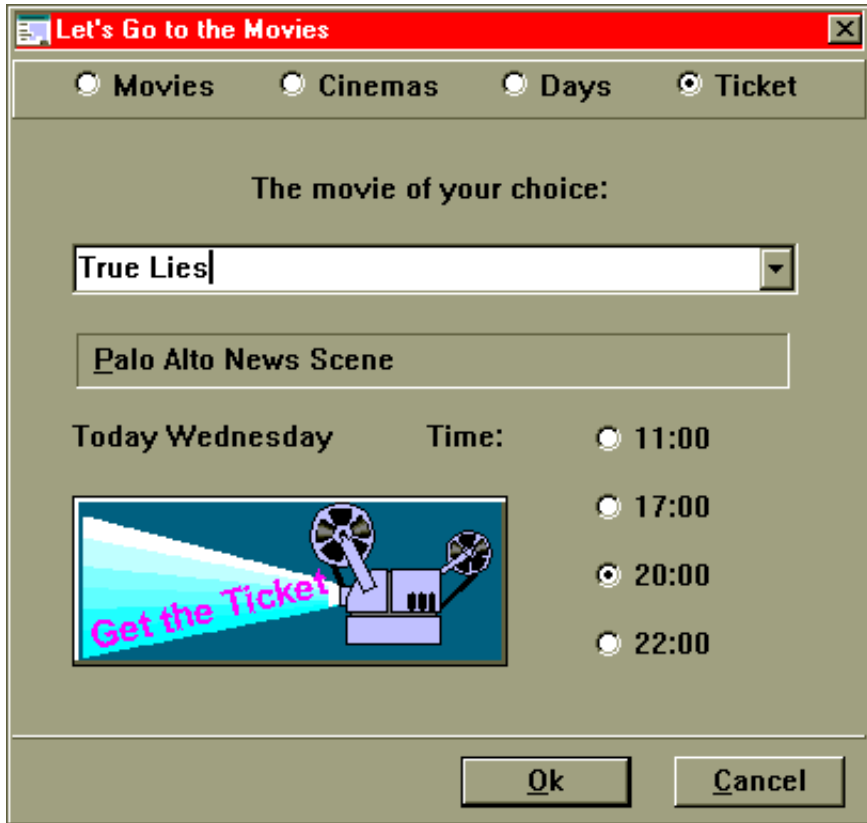 Let's Go to the Movies
Movies Cinemas Days Ticket
The movie of your choice:
True Lies
Palo Alto News Scene
Today Wednesday Time: 11:00
17:00
Get the Ticket
20:00
22:00
Ok Cancel